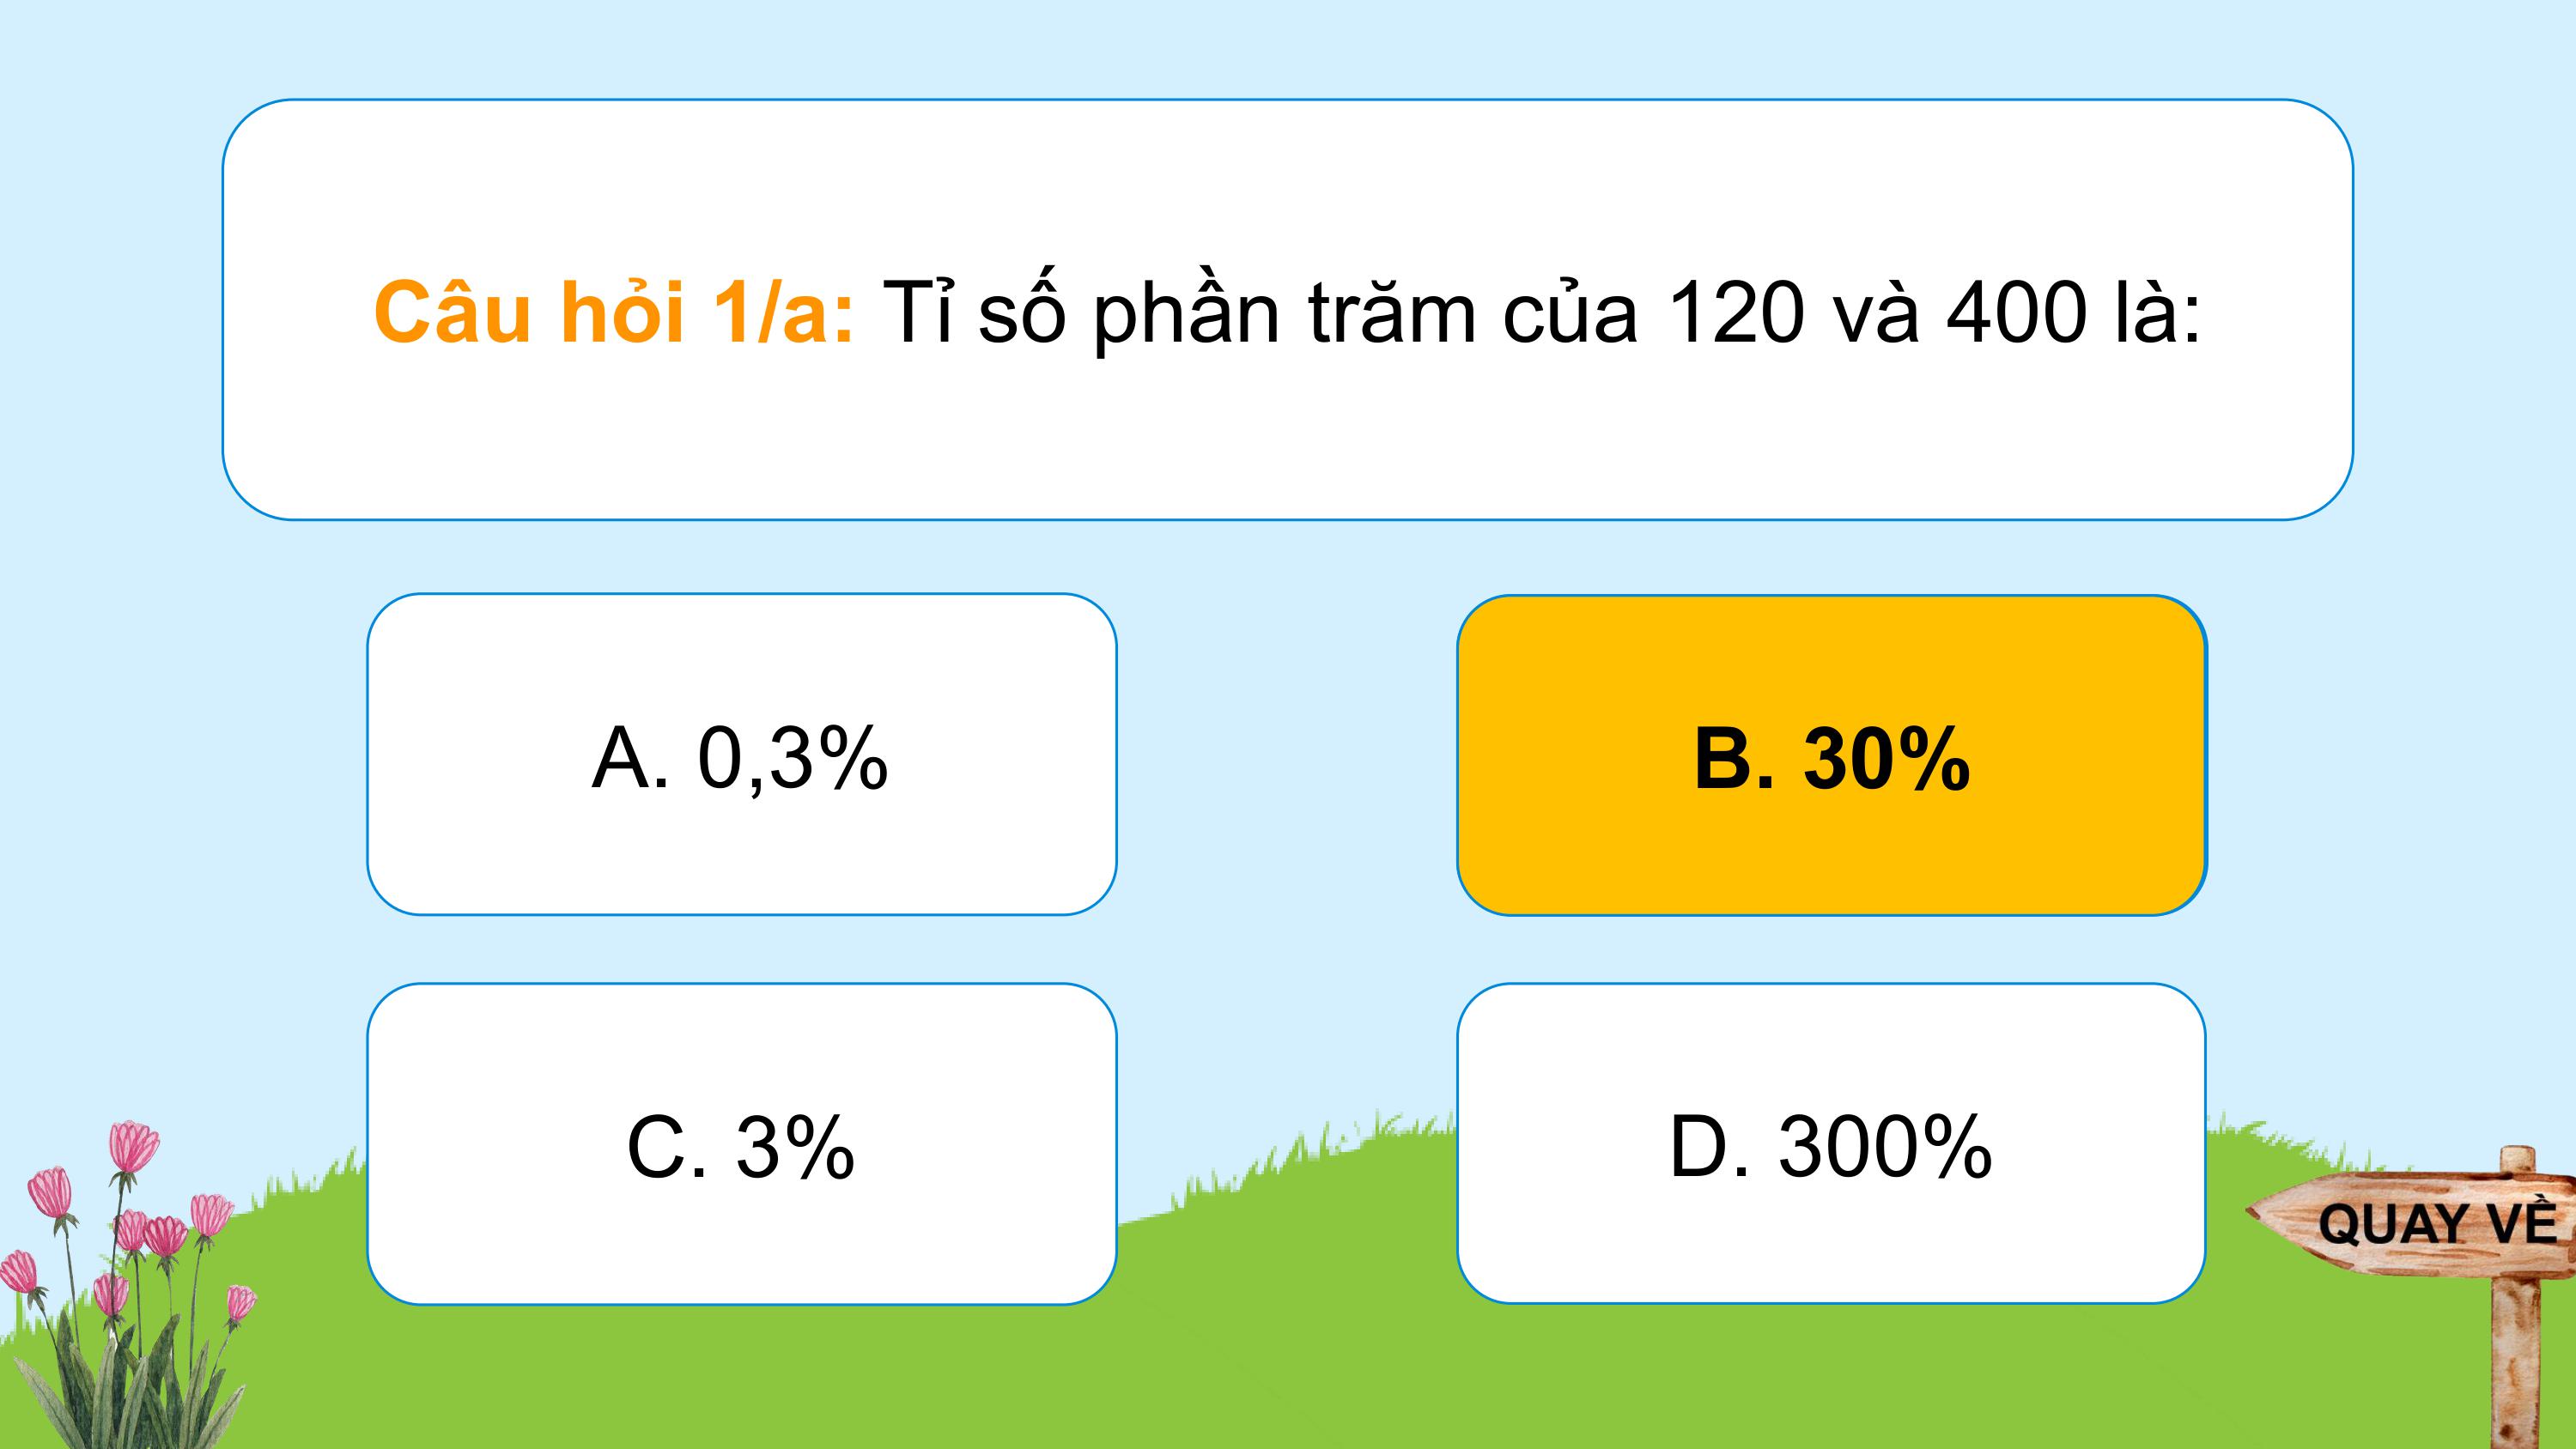 Câu hỏi 1/a: Tỉ số phần trăm của 120 và 400 là:
A. 0,3%
B. 30%
C. 3%
D. 300%
QUAY VỀ